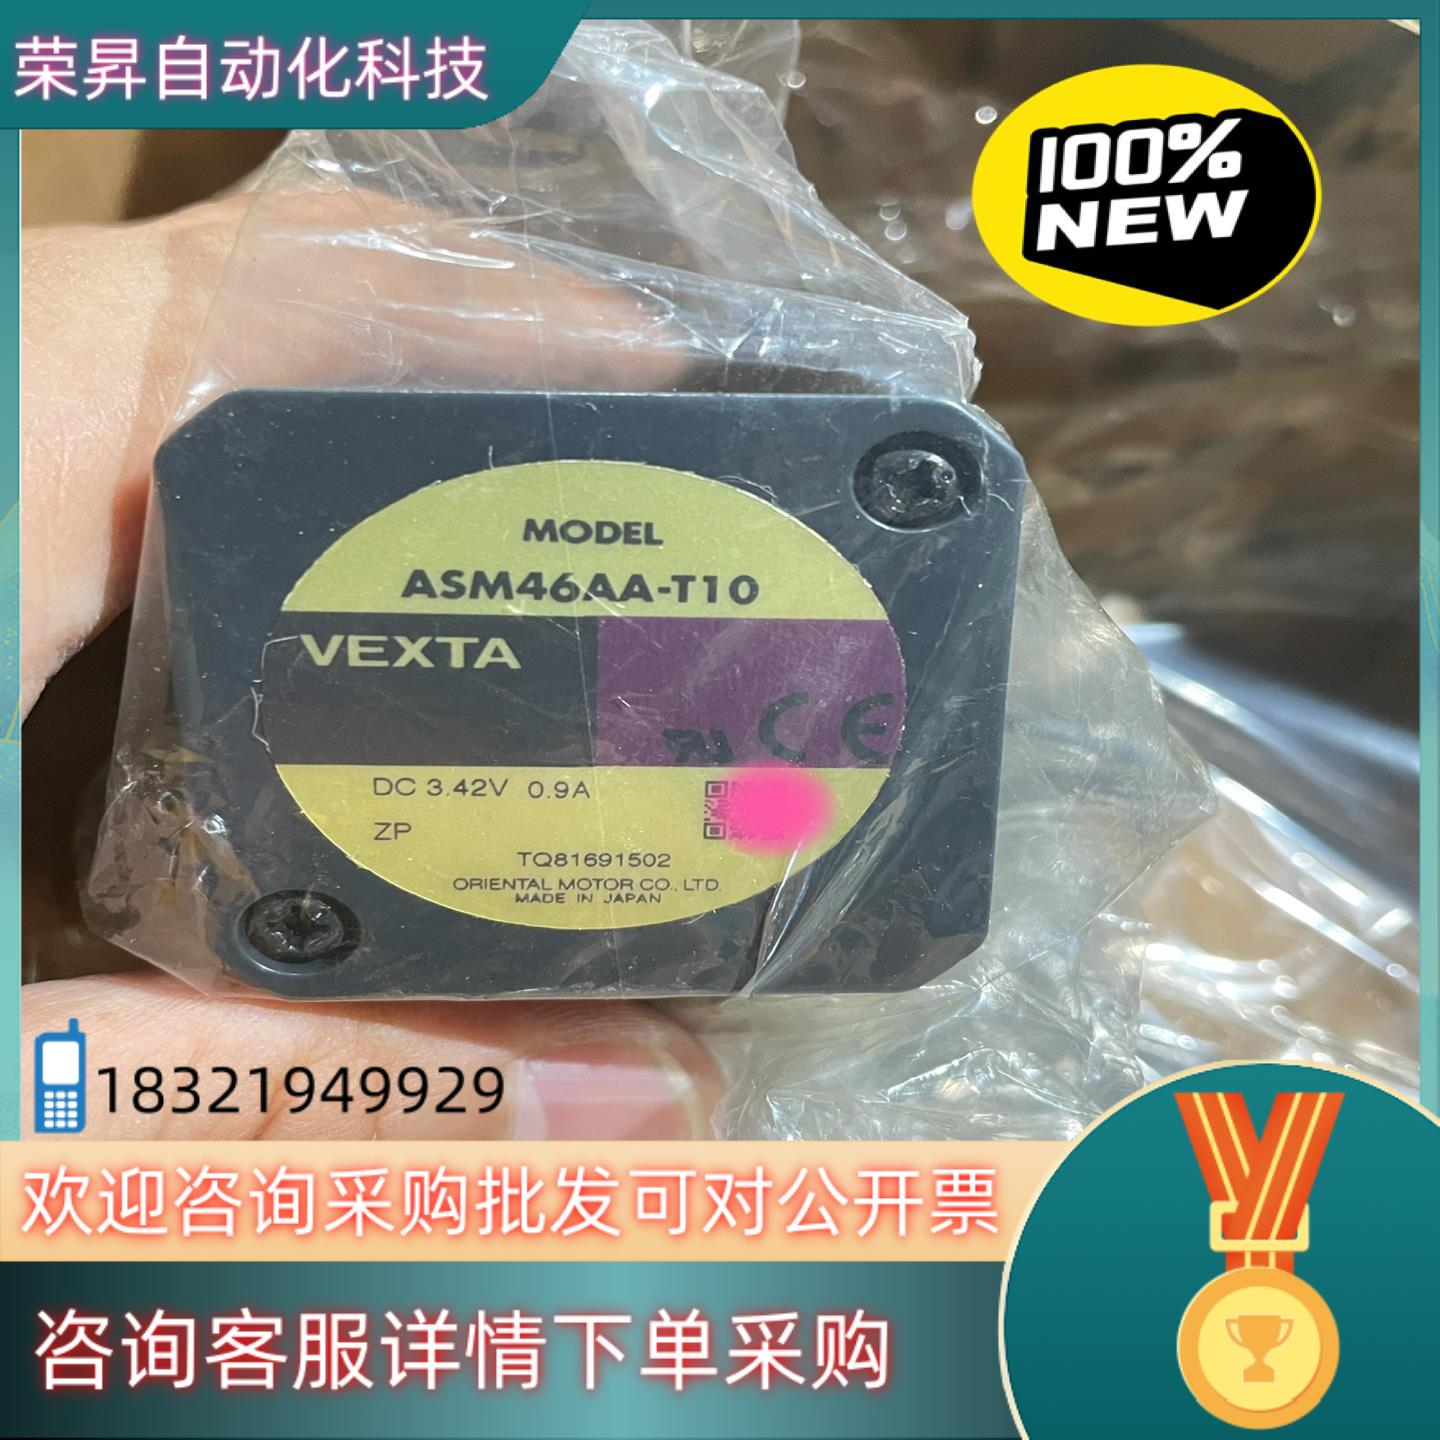 荣昇自动化科技
100%
NEW
MODEL
ASM46AA-T10
VEXTA
CE
DC 3.42V 0.9A
ZP
TQ81691502
ORIENTAL MOTOR CO., LTD.
MADE IN JAPAN
18321949929
欢迎咨询采购批发可对公开票
咨询客服详情下单采购